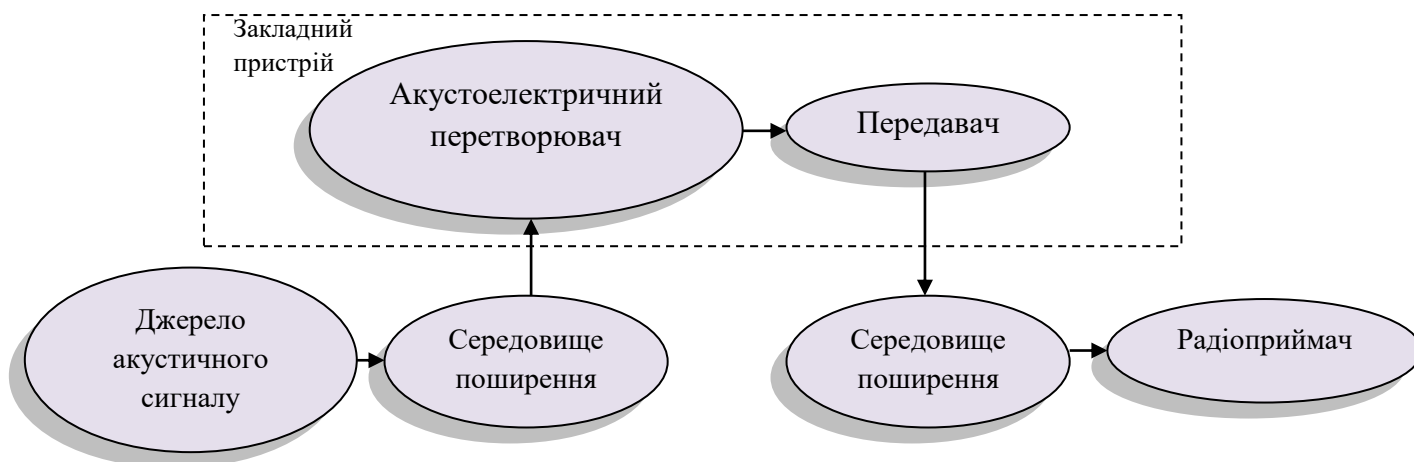 Закладний
пристрій
Акустоелектричний
перетворювач
Передавач
Джерело
акустичного
сигналу
Середовище
поширення
Середовище
поширення
Радіоприймач